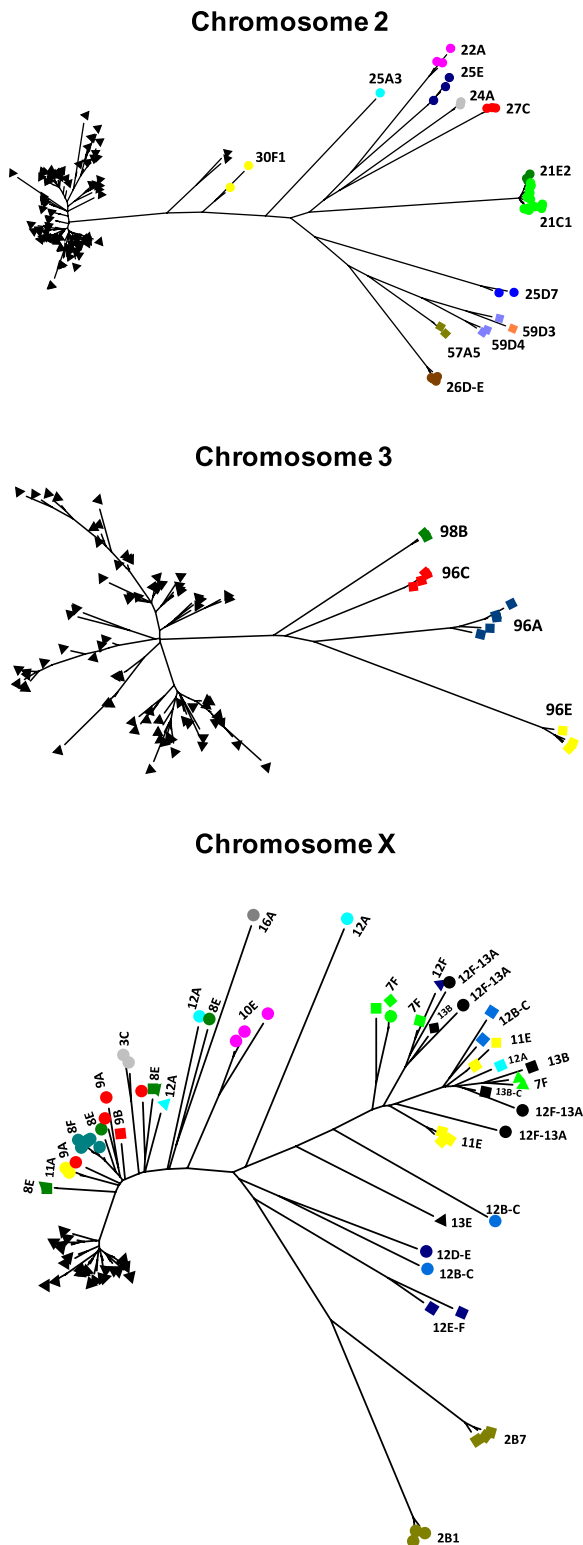 Chromosome 2
22A
25E
25A3
24A
27C
30F1
21E2
21C1
25D7
59D3
59D4
57A5
26D-E
Chromosome 3
98B
96C
96A
96E
Chromosome X
16A
12A
12A
8E
10E
7F
7F
12F
12F-13A
12F-13A
13B
12B-C
11E
12A
13B
7F
13B-C
12F-13A
12F-13A
11E
3C
9A
8E
12A
9B
8E
8F
9A
11A
8E
12B-C
13E
12D-E
12B-C
12E-F
2B7
2B1